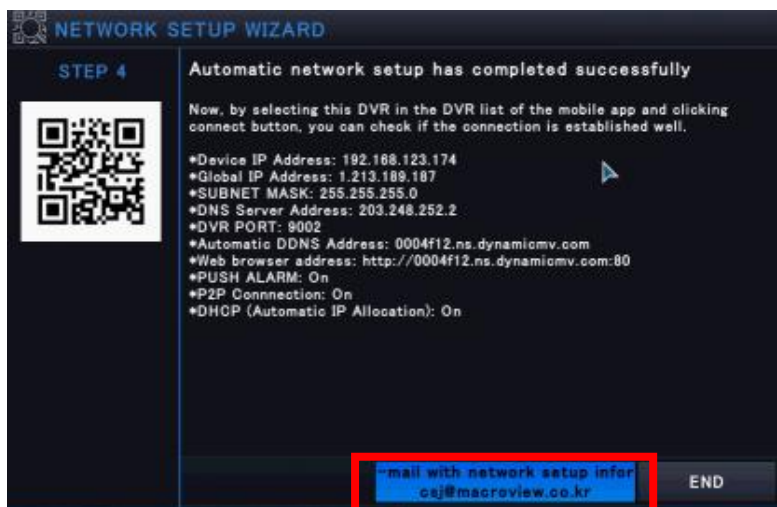 NETWORK SETUP WIZARD
STEP 4
Automatic network setup has completed successfully
Now, by selecting this DVR in the DVR list of the mobile app and clicking
connect button, you can check if the connection is established well.
*Device IP Address: 192.168.123.174
*Global IP Address: 1.213.189.187
*SUBNET MASK: 255.255.255.0
*DNS Server Address: 203.248.252.2
*DVR PORT: 9002
*Automatic DDNS Address: 0004f12.ns.dynamicmv.com
*Web browser address: http://0004f12.ns.dynamicmv.com:80
*PUSH ALARM: On
*P2P Connnection: On
*DHCP (Automatic IP Allocation): On
-mail with network setup infor
csj@macroview.co.kr
END